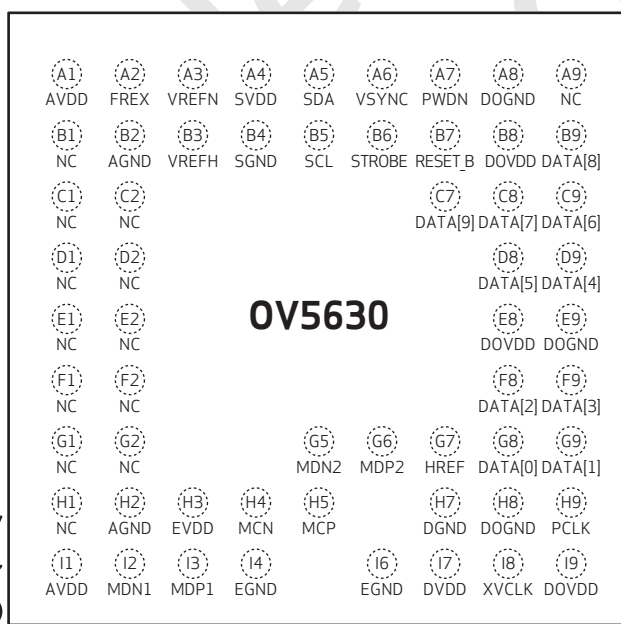 A1 A2 A3 A4 A5 A6 A7 A8 A9
AVDD FREX VREFN SVDD SDA VSYNC PWDN DOGND NC
B1 B2 B3 B4 B5 B6 B7 B8 B9
NC AGND VREFH SGND SCL STROBE RESET_B DOVDD DATA[8]
C1 C2 C7 C8 C9
NC NC DATA[9] DATA[7] DATA[6]
D1 D2 D8 D9
NC NC DATA[5] DATA[4]
OV5630
E1 E2 E8 E9
NC NC DOVDD DOGND
F1 F2 F8 F9
NC NC DATA[2] DATA[3]
G1 G2 G5 G6 G7 G8 G9
NC NC MDN2 MDP2 HREF DATA[0] DATA[1]
H1 H2 H3 H4 H5 H7 H8 H9
NC AGND EVDD MCN MCP DGND DOGND PCLK
I1 I2 I3 I4 I6 I7 I8 I9
AVDD MDN1 MDP1 EGND EGND DVDD XVCLK DOVDD